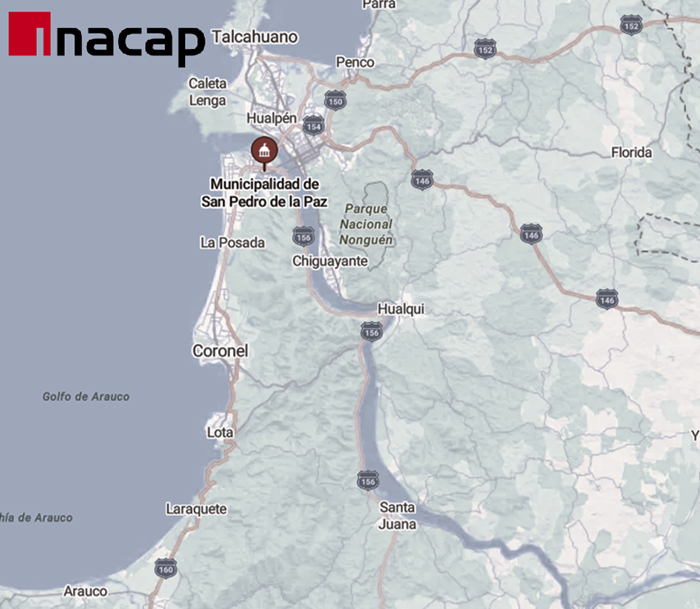 Parra
inacap
Talcahuano
152
152
Penco
Caleta
Lenga
150
Hualpén
154
Florida
146
Municipalidad de
San Pedro de la Paz
Parque
Nacional
Nonguén
La Posada
156
146
Chiguayante
146
Hualqui
156
Coronel
Golfo de Arauco
Lota
Y
156
Laraquete
Santa
Juana
hía de Arauco
160
Arauco